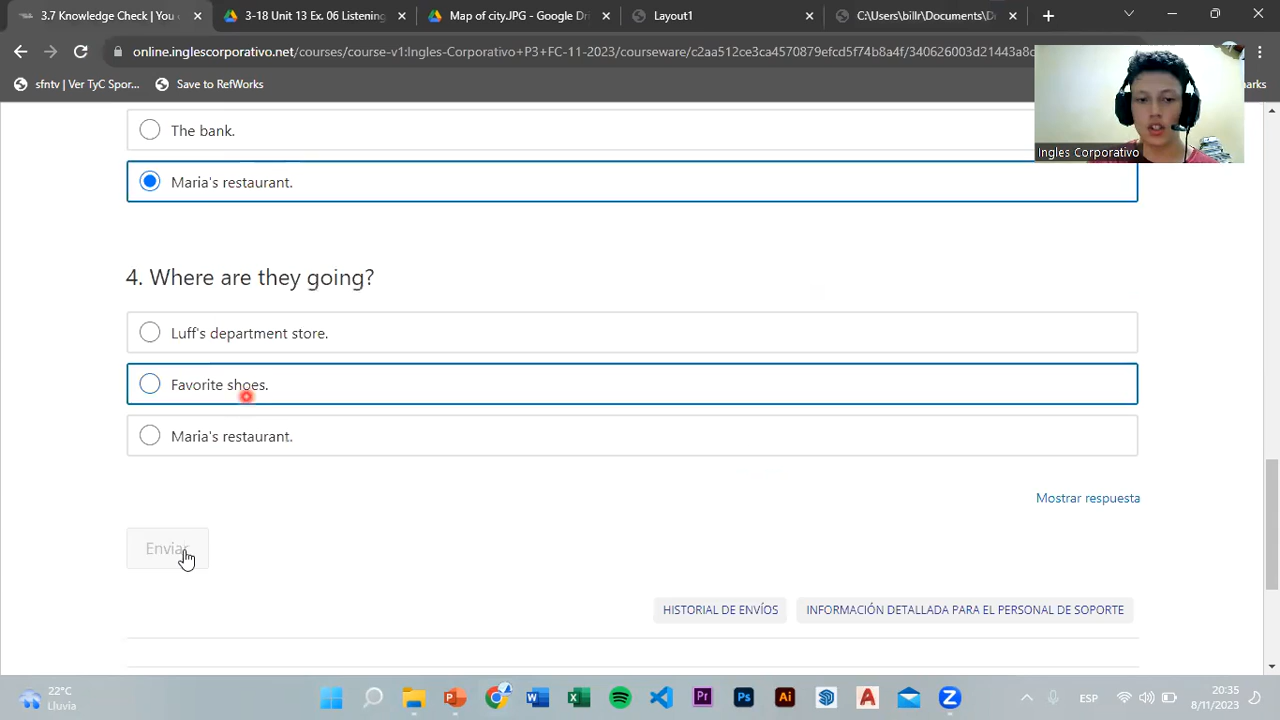 3.7 Knowledge Check | You c
3-18 Unit 13 Ex. 06 Listening
Map of city.JPG - Google Dri
Layout1
C:\Users\billr\Documents\De
online.inglescorporativo.net/courses/course-v1:Ingles-Corporativo+P3+FC-11-2023/courseware/c2aa512ce3ca4570879efcd5f74b8a4f/340626003d21443a8c
sfntv | Ver TyC Spor...
Save to RefWorks
The bank.
Ingles Corporativo
Maria's restaurant.
4. Where are they going?
Luff's department store.
Favorite shoes.
Maria's restaurant.
Mostrar respuesta
Enviar
HISTORIAL DE ENVÍOS
INFORMACIÓN DETALLADA PARA EL PERSONAL DE SOPORTE
22°C
Lluvia
ESP
20:35
8/11/2023